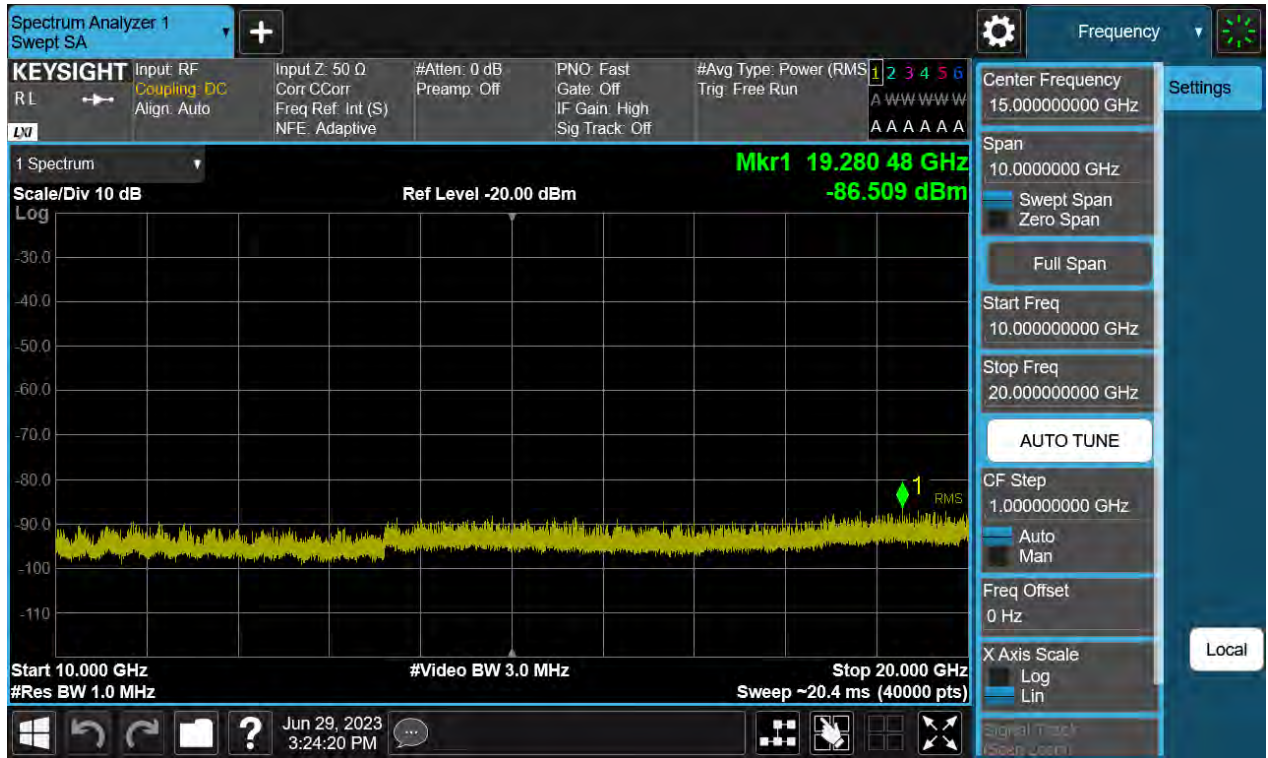 Spectrum Analyzer 1
Swept SA
+
Frequency
KEYSIGHT
RL
LXI
Input: RF
Coupling: DC
Align: Auto
Input Z: 50 Ω
Corr CCorr
Freq Ref: Int (S)
NFE: Adaptive
#Atten: 0 dB
Preamp: Off
PNO: Fast
Gate: Off
IF Gain: High
Sig Track: Off
#Avg Type: Power (RMS
Trig: Free Run
1 2 3 4 5 6
A W W W W W
A A A A A A
1 Spectrum
Mkr1 19.280 48 GHz
-86.509 dBm
Scale/Div 10 dB
Ref Level -20.00 dBm
Log
-30.0
-40.0
-50.0
-60.0
-70.0
-80.0
-90.0
-100
-110
1
RMS
Start 10.000 GHz
#Video BW 3.0 MHz
Stop 20.000 GHz
#Res BW 1.0 MHz
Sweep ~20.4 ms (40000 pts)
Center Frequency
15.000000000 GHz
Span
10.0000000 GHz
Swept Span
Zero Span
Full Span
Start Freq
10.000000000 GHz
Stop Freq
20.000000000 GHz
AUTO TUNE
CF Step
1.000000000 GHz
Auto
Man
Freq Offset
0 Hz
X Axis Scale
Log
Lin
Signal Track
(Span Zoom)
Settings
Local
?
Jun 29, 2023
3:24:20 PM